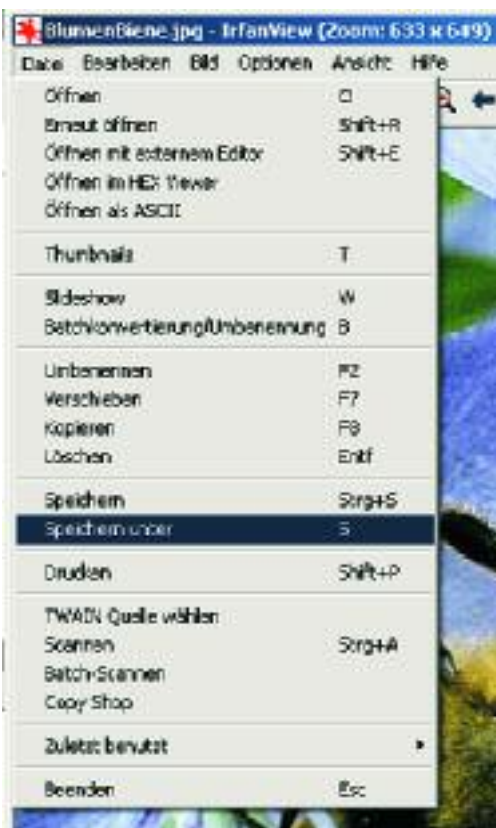 BlumenBiene.jpg - IrfanView (Zoom: 633 x 649)
Datei Bearbeiten Bild Optionen Ansicht Hilfe
Öffnen O
Erneut öffnen Shift+R
Öffnen mit externem Editor Shift+E
Öffnen im HEX Viewer
Öffnen als ASCII
Thumbnails T
Slideshow W
Batchkonvertierung/Umbenennung B
Umbenennen F2
Verschieben F7
Kopieren F8
Löschen Entf
Speichern Strg+S
Speichern unter S
Drucken Shift+P
TWAIN Quelle wählen
Scannen Strg+A
Batch-Scannen
Copy Shop
Zuletzt benutzt
Beenden Esc